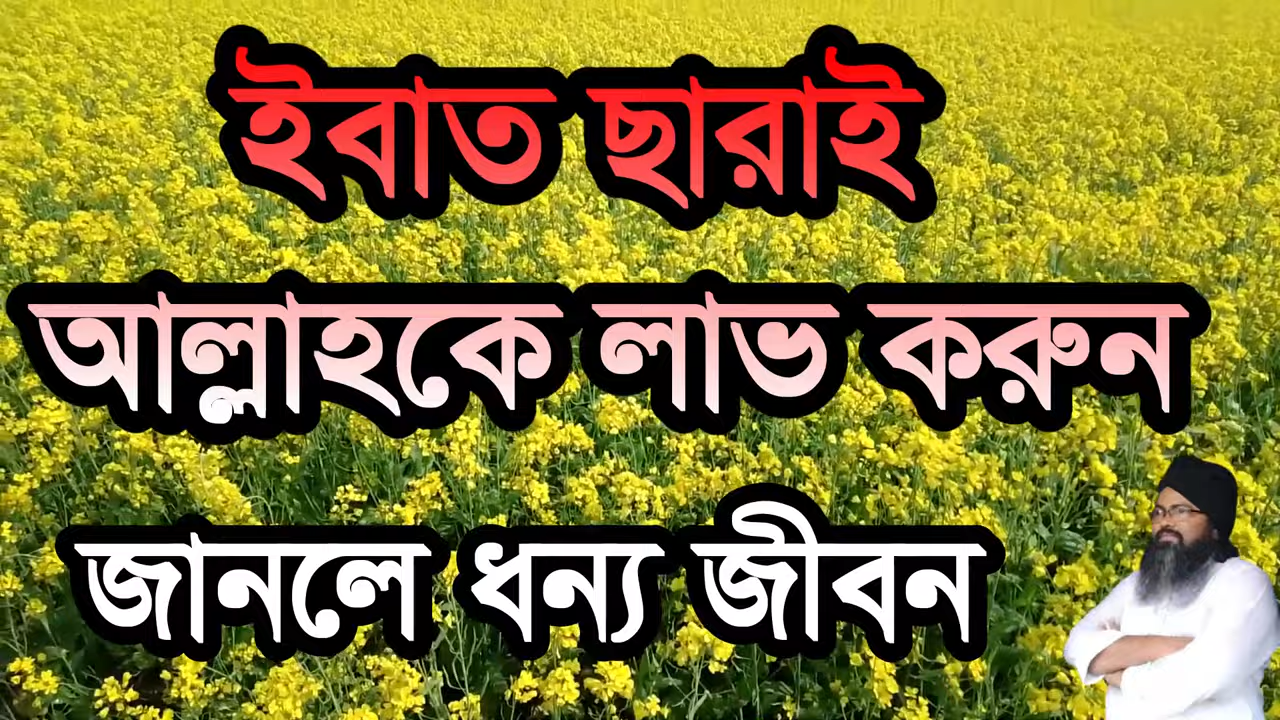 ইবাত ছারাই
আল্লাহকে লাভ করুন
জানলে ধন্য জীবন